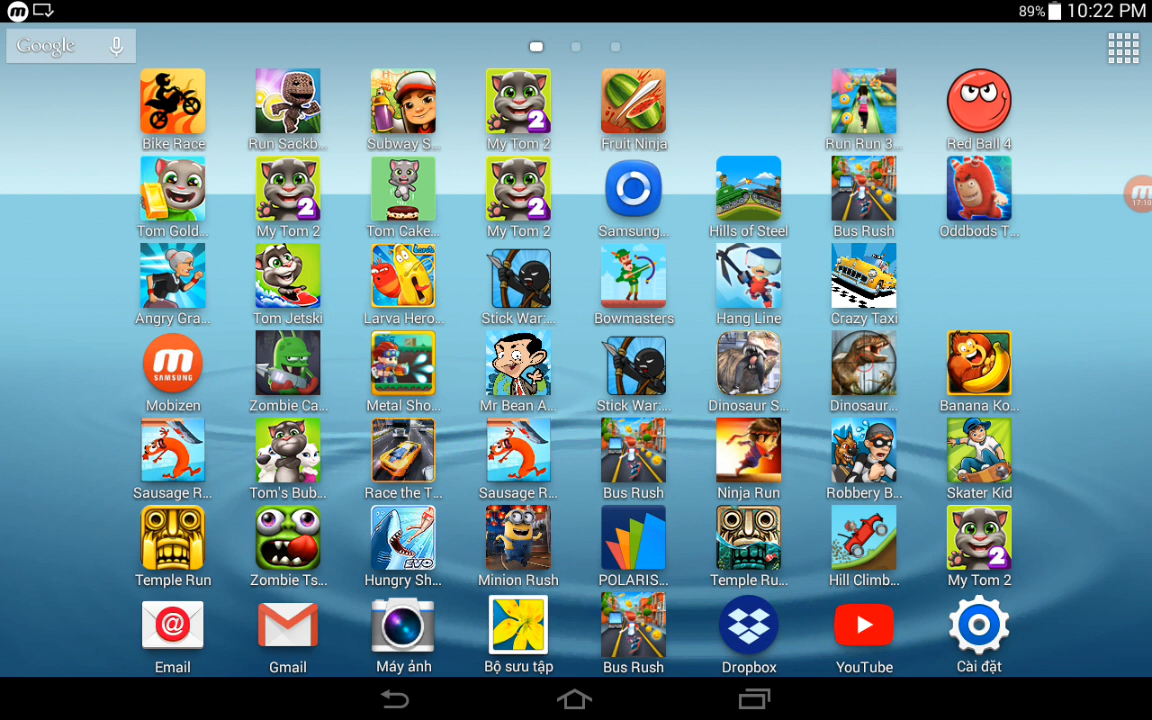 89% 10:22 PM
Google
Bike Race Run Sackb... Subway S... My Tom 2 Fruit Ninja Run Run 3... Red Ball 4
17:10
Tom Gold... My Tom 2 Tom Cake... My Tom 2 Samsung... Hills of Steel Bus Rush Oddbods T...
Angry Gra... Tom Jetski Larva Hero... Stick War:... Bowmasters Hang Line Crazy Taxi
SAMSUNG
Mobizen Zombie Ca... Metal Sho... Mr Bean A... Stick War:... Dinosaur S... Dinosaur... Banana Ko...
Sausage R... Tom's Bub... Race the T... Sausage R... Bus Rush Ninja Run Robbery B... Skater Kid
EVO
Temple Run Zombie Ts... Hungry Sh... Minion Rush POLARIS... Temple Ru... Hill Climb... My Tom 2
Email Gmail Máy ảnh Bộ sưu tập Bus Rush Dropbox YouTube Cài đặt